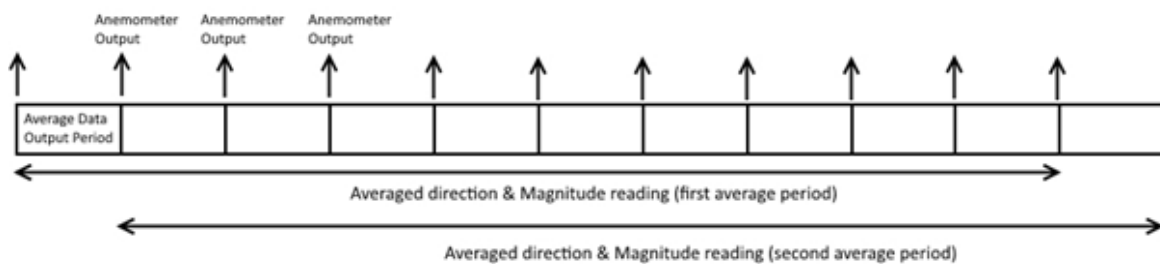 Anemometer
Output
Anemometer
Output
Anemometer
Output
Average Data
Output Period
Averaged direction & Magnitude reading (first average period)
Averaged direction & Magnitude reading (second average period)